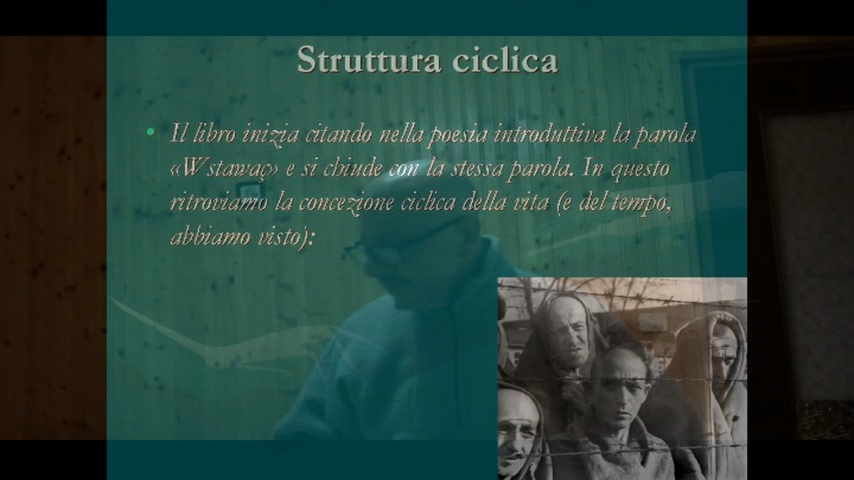 Struttura ciclica
• Il libro inizia citando nella poesia introduttiva la parola
«Wstawaç» e si chiude con la stessa parola. In questo
ritroviamo la concezione ciclica della vita (e del tempo,
abbiamo visto):